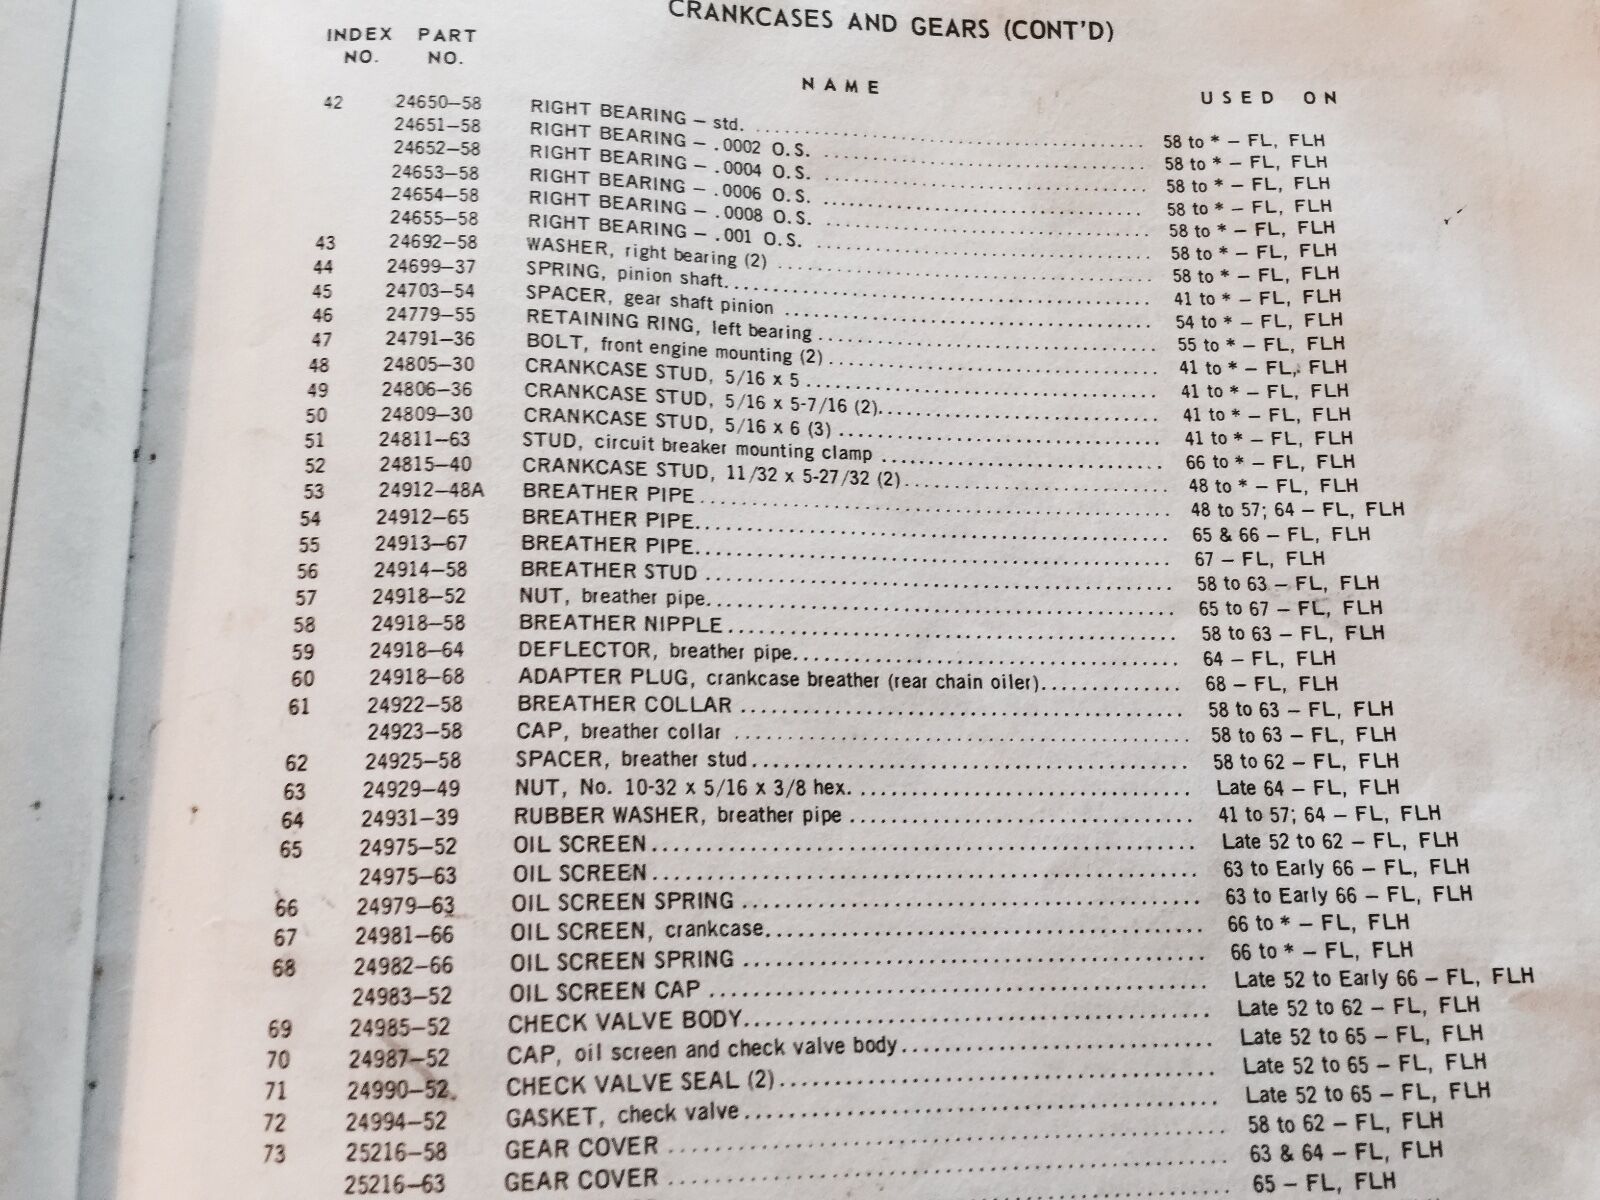 CRANKCASES AND GEARS (CONT'D)
INDEX NO. PART NO. NAME USED ON
42 24650–58 RIGHT BEARING – std. .......... 58 to * – FL, FLH
24651–58 RIGHT BEARING – .0002 O.S. .......... 58 to * – FL, FLH
24652–58 RIGHT BEARING – .0004 O.S. .......... 58 to * – FL, FLH
24653–58 RIGHT BEARING – .0006 O.S. .......... 58 to * – FL, FLH
24654–58 RIGHT BEARING – .0008 O.S. .......... 58 to * – FL, FLH
24655–58 RIGHT BEARING – .001 O.S. .......... 58 to * – FL, FLH
43 24692–58 WASHER, right bearing (2) .......... 58 to * – FL, FLH
44 24699–37 SPRING, pinion shaft.......... 41 to * – FL, FLH
45 24703–54 SPACER, gear shaft pinion .......... 54 to * – FL, FLH
46 24779–55 RETAINING RING, left bearing .......... 55 to * – FL, FLH
47 24791–36 BOLT, front engine mounting (2) .......... 41 to * – FL, FLH
48 24805–30 CRANKCASE STUD, 5/16 x 5 .......... 41 to * – FL, FLH
49 24806–36 CRANKCASE STUD, 5/16 x 5-7/16 (2).......... 41 to * – FL, FLH
50 24809–30 CRANKCASE STUD, 5/16 x 6 (3) .......... 41 to * – FL, FLH
51 24811–63 STUD, circuit breaker mounting clamp .......... 66 to * – FL, FLH
52 24815–40 CRANKCASE STUD, 11/32 x 5-27/32 (2).......... 48 to * – FL, FLH
53 24912–48A BREATHER PIPE.......... 48 to 57; 64 – FL, FLH
54 24912–65 BREATHER PIPE.......... 65 & 66 – FL, FLH
55 24913–67 BREATHER PIPE.......... 67 – FL, FLH
56 24914–58 BREATHER STUD .......... 58 to 63 – FL, FLH
57 24918–52 NUT, breather pipe.......... 65 to 67 – FL, FLH
58 24918–58 BREATHER NIPPLE.......... 58 to 63 – FL, FLH
59 24918–64 DEFLECTOR, breather pipe.......... 64 – FL, FLH
60 24918–68 ADAPTER PLUG, crankcase breather (rear chain oiler).......... 68 – FL, FLH
61 24922–58 BREATHER COLLAR .......... 58 to 63 – FL, FLH
24923–58 CAP, breather collar .......... 58 to 63 – FL, FLH
62 24925–58 SPACER, breather stud.......... 58 to 62 – FL, FLH
63 24929–49 NUT, No. 10-32 x 5/16 x 3/8 hex. .......... Late 64 – FL, FLH
64 24931–39 RUBBER WASHER, breather pipe .......... 41 to 57; 64 – FL, FLH
65 24975–52 OIL SCREEN.......... Late 52 to 62 – FL, FLH
24975–63 OIL SCREEN .......... 63 to Early 66 – FL, FLH
66 24979–63 OIL SCREEN SPRING .......... 63 to Early 66 – FL, FLH
67 24981–66 OIL SCREEN, crankcase.......... 66 to * – FL, FLH
68 24982–66 OIL SCREEN SPRING .......... 66 to * – FL, FLH
24983–52 OIL SCREEN CAP .......... Late 52 to Early 66 – FL, FLH
69 24985–52 CHECK VALVE BODY.......... Late 52 to 62 – FL, FLH
70 24987–52 CAP, oil screen and check valve body.......... Late 52 to 65 – FL, FLH
71 24990–52 CHECK VALVE SEAL (2).......... Late 52 to 65 – FL, FLH
72 24994–52 GASKET, check valve.......... Late 52 to 65 – FL, FLH
73 25216–58 GEAR COVER .......... 58 to 62 – FL, FLH
25216–63 GEAR COVER .......... 63 & 64 – FL, FLH
65 – FL, FLH